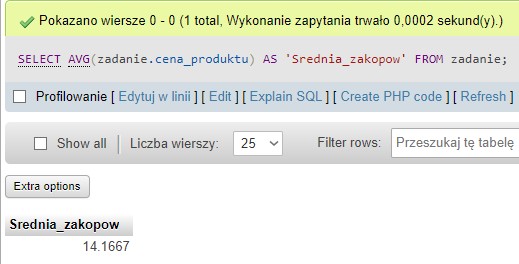 Pokazano wiersze 0 - 0 (1 total, Wykonanie zapytania trwało 0,0002 sekund(y).)
SELECT AVG(zadanie.cena_produktu) AS 'Srednia_zakopow' FROM zadanie;
Profilowanie [ Edytuj w linii ] [ Edit ] [ Explain SQL ] [ Create PHP code ] [ Refresh ]
Show all Liczba wierszy: 25 Filter rows: Przeszukaj tę tabelę
Extra options
Srednia_zakopow
14.1667